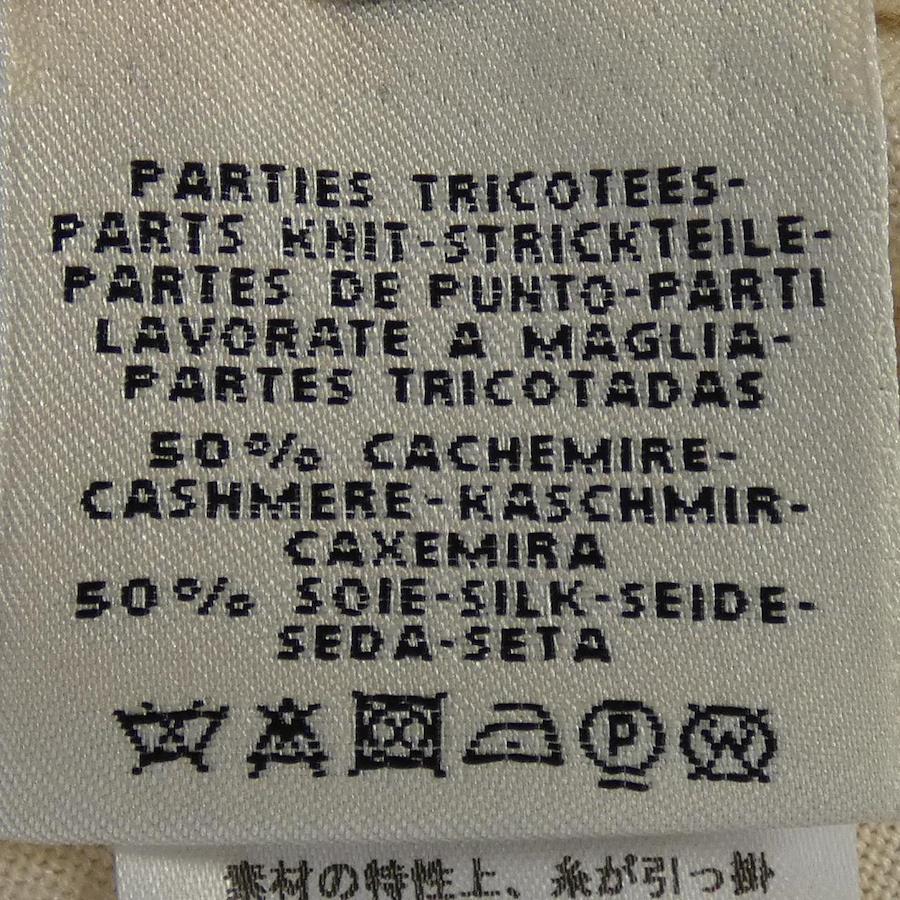 PARTIES TRICOTEES-
PARTS KNIT-STRICKTEILE-
PARTES DE PUNTO-PARTI
LAVORATE A MAGLIA-
PARTES TRICOTADAS
50% CACHEMIRE-
CASHMERE-KASCHMIR-
CAXEMIRA
50% SOIE-SILK-SEIDE-
SEDA-SETA
P W
素材の特性上、糸が引っ掛